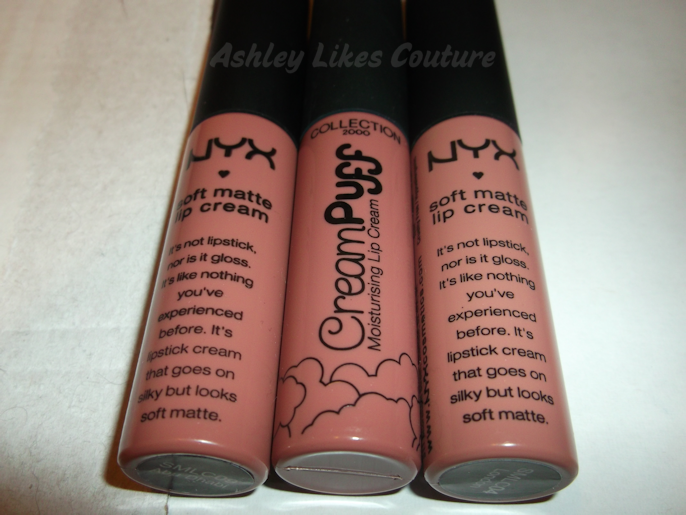 Ashley Likes Couture
NYX
soft matte
lip cream
It's not lipstick,
nor is it gloss.
It's like nothing
you've
experienced
before. It's
lipstick cream
that goes on
silky but looks
soft matte.
COLLECTION
2000
CreamPuff
Moisturising Lip Cream
NYX
soft matte
lip cream
It's not lipstick,
nor is it gloss.
It's like nothing
you've
experienced
before. It's
lipstick cream
that goes on
silky but looks
soft matte.